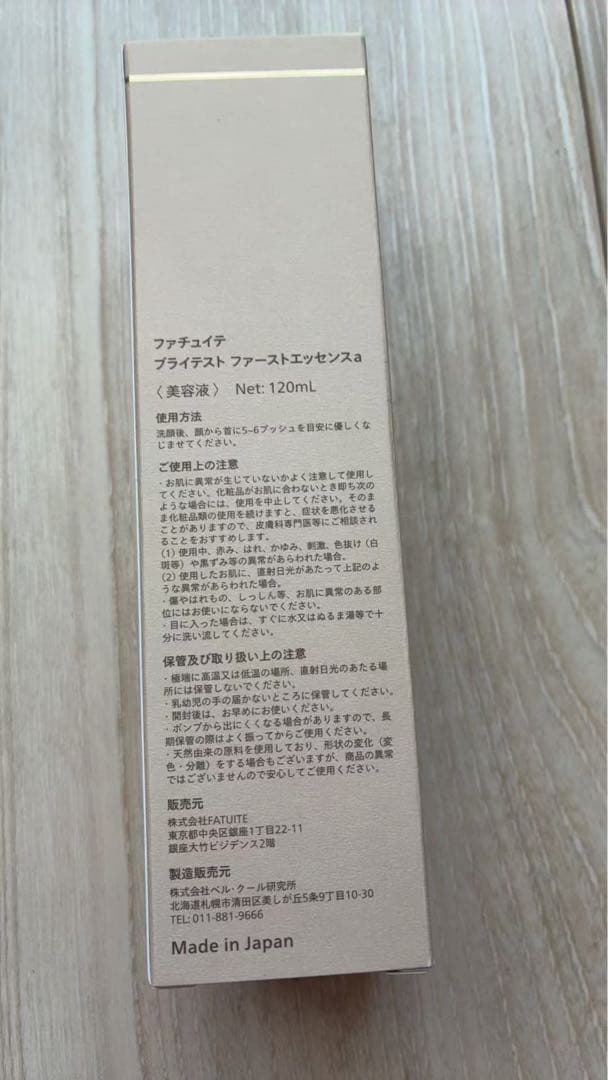 ファチュイテ
ブライテスト ファーストエッセンスa
〈美容液〉 Net: 120mL
使用方法
洗顔後、顔から首に5–6プッシュを目安に優しくな
じませてください。
ご使用上の注意
・お肌に異常が生じていないかよく注意して使用し
てください。化粧品がお肌に合わないとき即ち次の
ような場合には、使用を中止してください。そのま
ま化粧品類の使用を続けますと、症状を悪化させる
ことがありますので、皮膚科専門医等にご相談され
ることをおすすめします。
(1)使用中、赤み、はれ、かゆみ、刺激、色抜け(白
斑等)や黒ずみ等の異常があらわれた場合。
(2)使用したお肌に、直射日光があたって上記のよ
うな異常があらわれた場合。
・傷やはれもの、しっしん等、お肌に異常のある部
位にはお使いにならないでください。
・目に入った場合は、すぐに水又はぬるま湯等で十
分に洗い流してください。
保管及び取り扱い上の注意
・極端に高温又は低温の場所、直射日光のあたる場
所には保管しないでください。
・乳幼児の手の届かないところに保管してください。
・開封後は、お早めにお使いください。
・ポンプから出にくくなる場合がありますので、長
期保管の際はよく振ってからご使用ください。
・天然由来の原料を使用しており、形状の変化(変
色・分離)をする場合もございますが、商品の異常
ではございませんので安心してご使用ください。
販売元
株式会社FATUITE
東京都中央区銀座1丁目22-11
銀座大竹ビジデンス2階
製造販売元
株式会社ベル・クール研究所
北海道札幌市清田区美しが丘5条9丁目10-30
TEL: 011-881-9666
Made in Japan